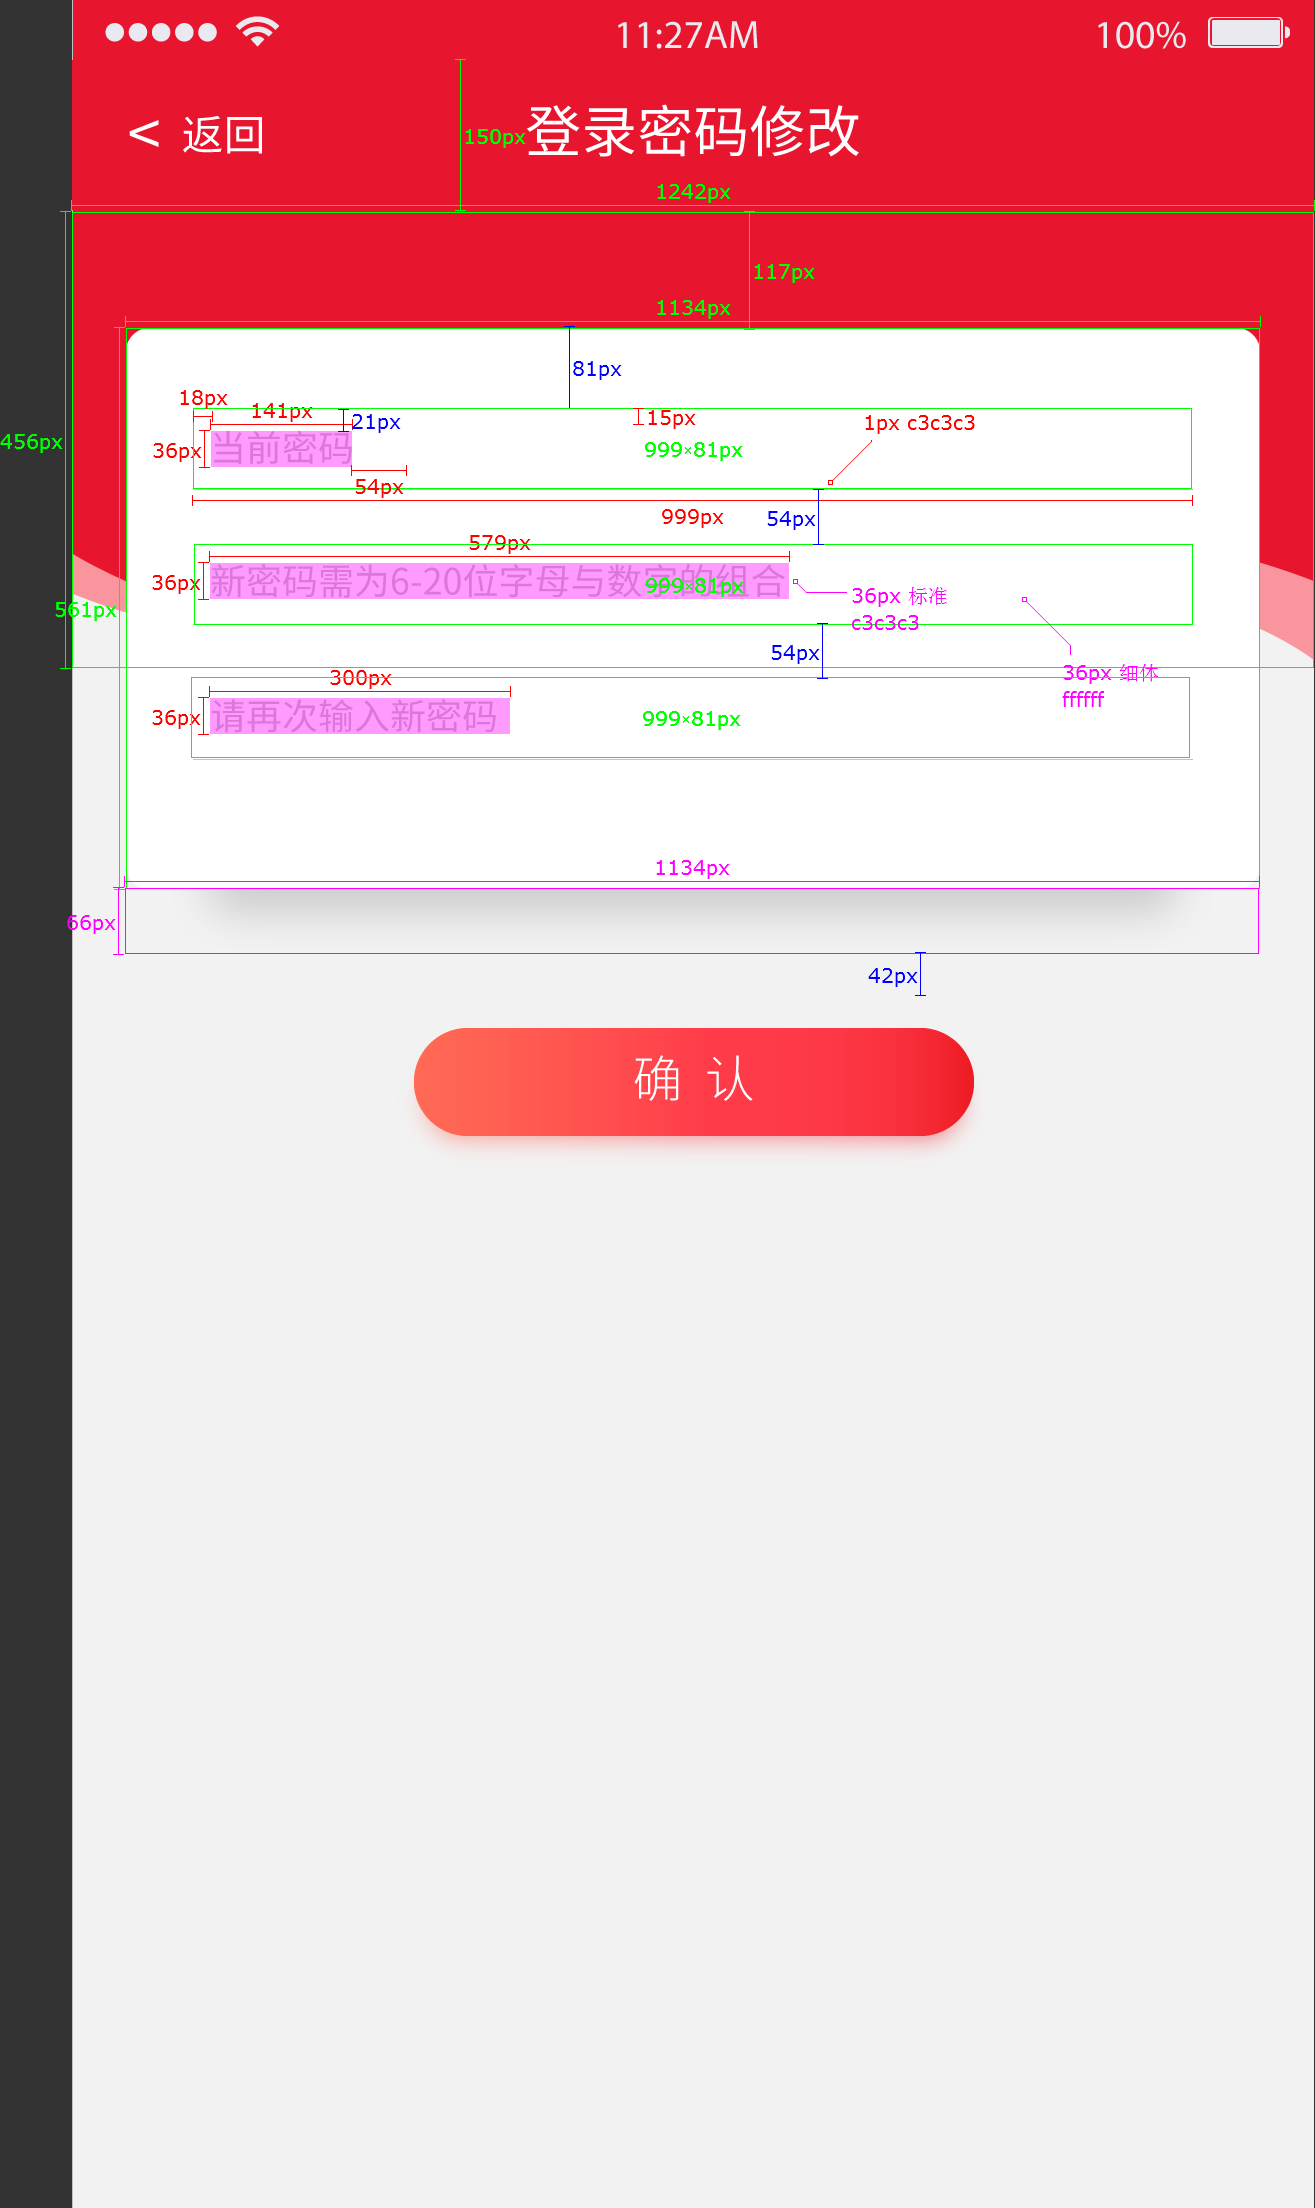 11:27AM
100%
< 返回
登录密码修改
150px
1242px
117px
1134px
81px
18px
141px
21px
15px
1px c3c3c3
456px
36px
当前密码
999×81px
54px
999px
54px
579px
36px
新密码需为6-20位字母与数字的组合
999×81px
36px 标准
c3c3c3
561px
54px
36px 细体
ffffff
300px
36px
请再次输入新密码
999×81px
1134px
66px
42px
确 认